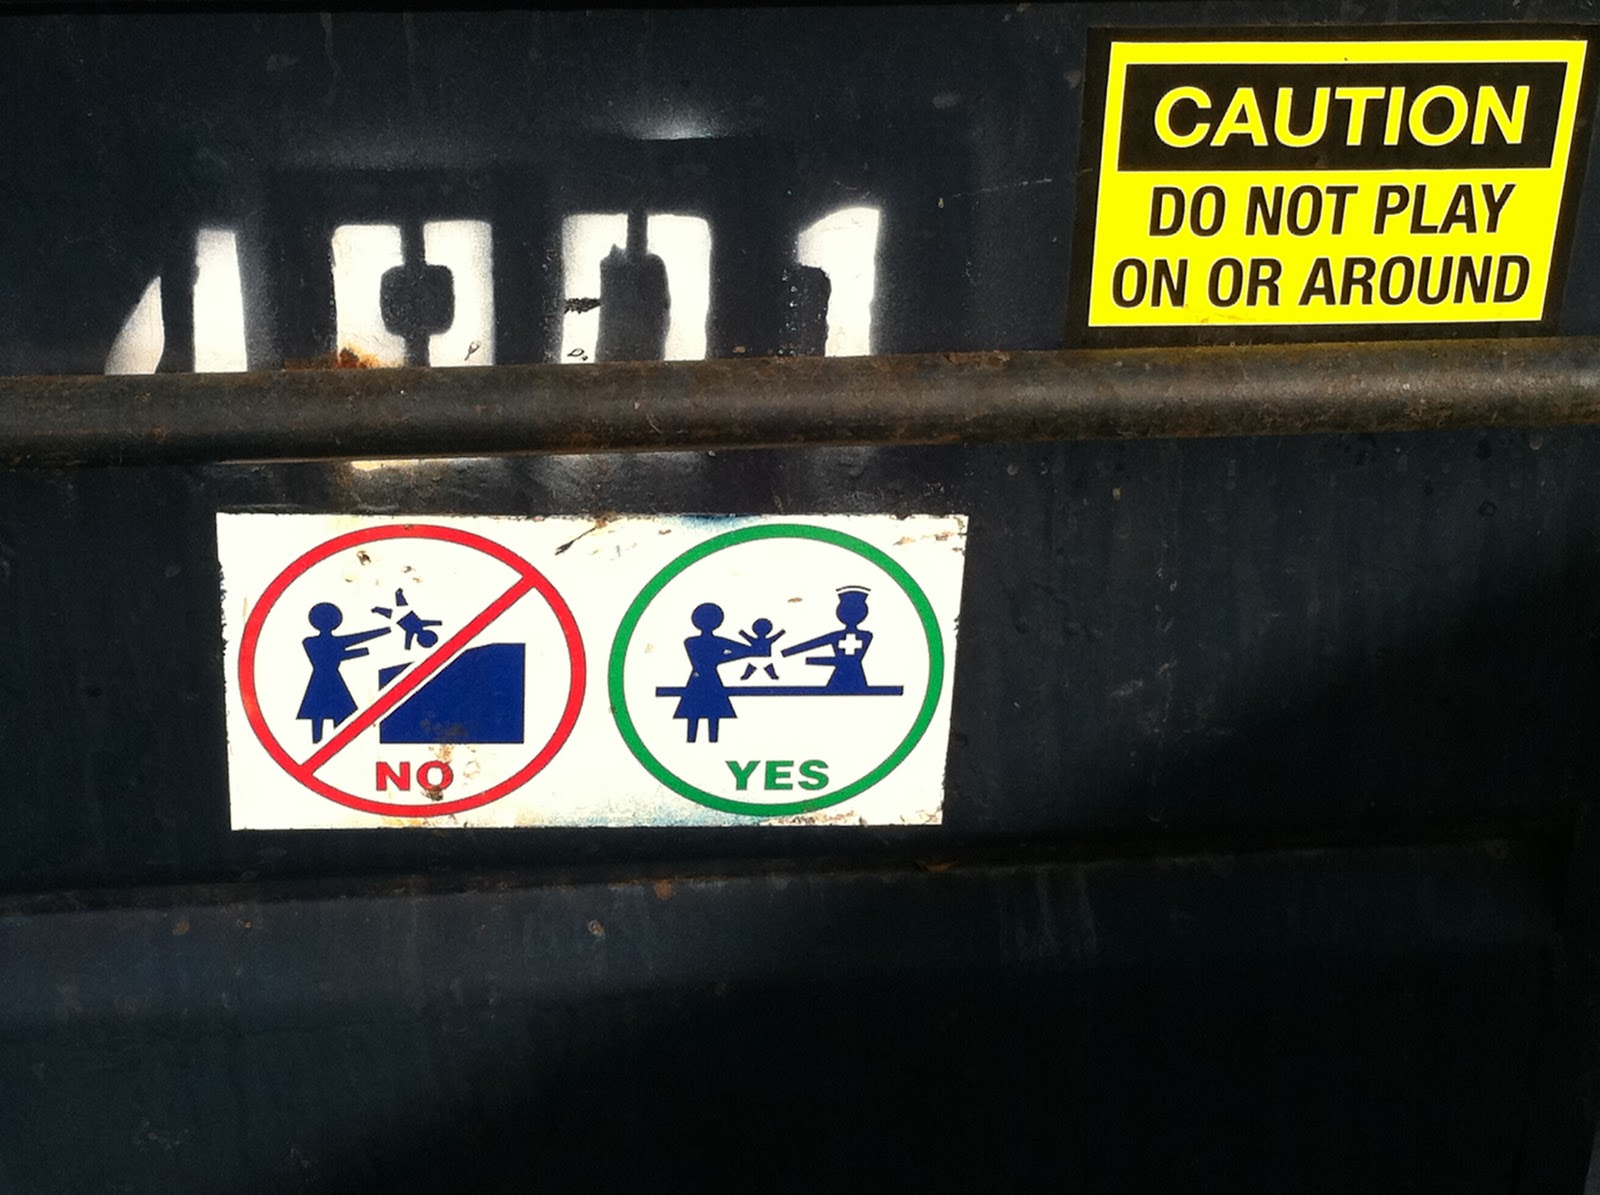 CAUTION
DO NOT PLAY
ON OR AROUND
NO
YES